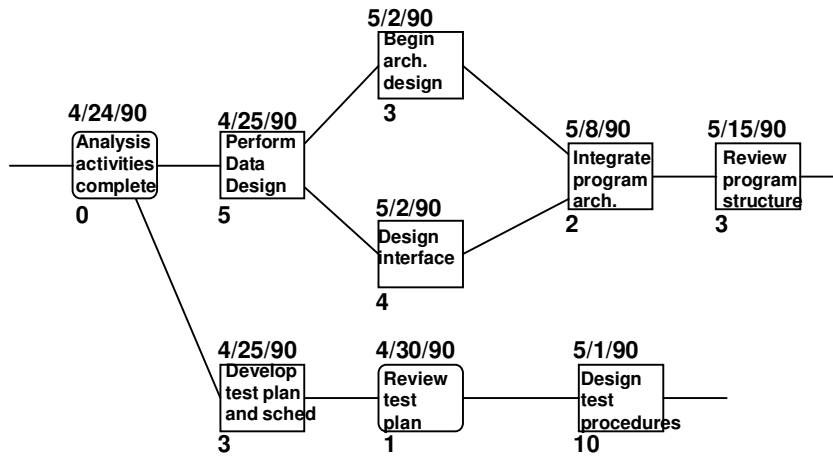 5/2/90
Begin
arch.
design
3
4/24/90
Analysis
activities
complete
0
4/25/90
Perform
Data
Design
5
5/2/90
Design
interface
4
5/8/90
Integrate
program
arch.
2
5/15/90
Review
program
structure
3
4/25/90
Develop
test plan
and sched
3
4/30/90
Review
test
plan
1
5/1/90
Design
test
procedures
10